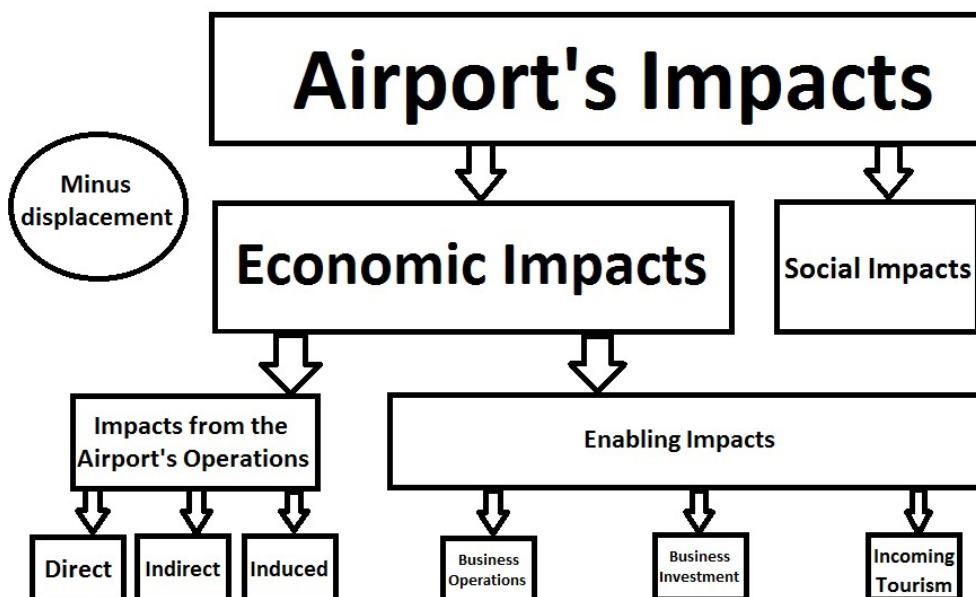 Airport's Impacts
Minus
displacement
Economic Impacts
Social Impacts
Impacts from the
Airport's Operations
Enabling Impacts
Direct
Indirect
Induced
Business
Operations
Business
Investment
Incoming
Tourism